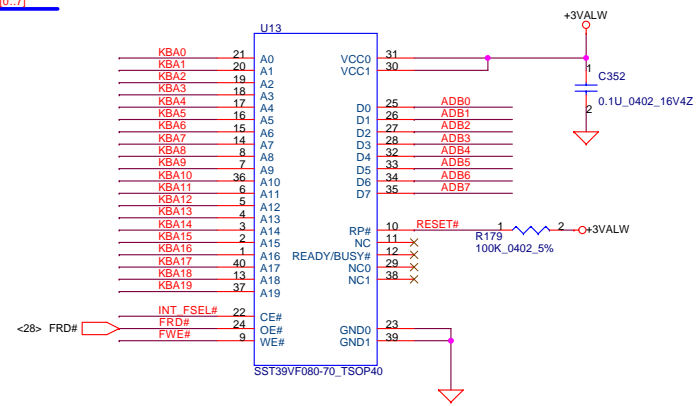 0..7]
U13
+3VALW
KBA0 21 A0 VCC0 31
KBA1 20 A1 VCC1 30
KBA2 19 A2
KBA3 18 A3
KBA4 17 A4 D0 25 ADB0
KBA5 16 A5 D1 26 ADB1
KBA6 15 A6 D2 27 ADB2
KBA7 14 A7 D3 28 ADB3
KBA8 8 A8 D4 32 ADB4
KBA9 7 A9 D5 33 ADB5
KBA10 36 A10 D6 34 ADB6
KBA11 6 A11 D7 35 ADB7
KBA12 5 A12
KBA13 4 A13
KBA14 3 A14 RP# 10 RESET#
KBA15 2 A15 NC 11
KBA16 1 A16 READY/BUSY# 12
KBA17 40 A17 NC0 29
KBA18 13 A18 NC1 38
KBA19 37 A19
1
C352
0.1U_0402_16V4Z
2
1 2 +3VALW
R179
100K_0402_5%
INT_FSEL# 22 CE#
<28> FRD# FRD# 24 OE# GND0 23
FWE# 9 WE# GND1 39
SST39VF080-70_TSOP40